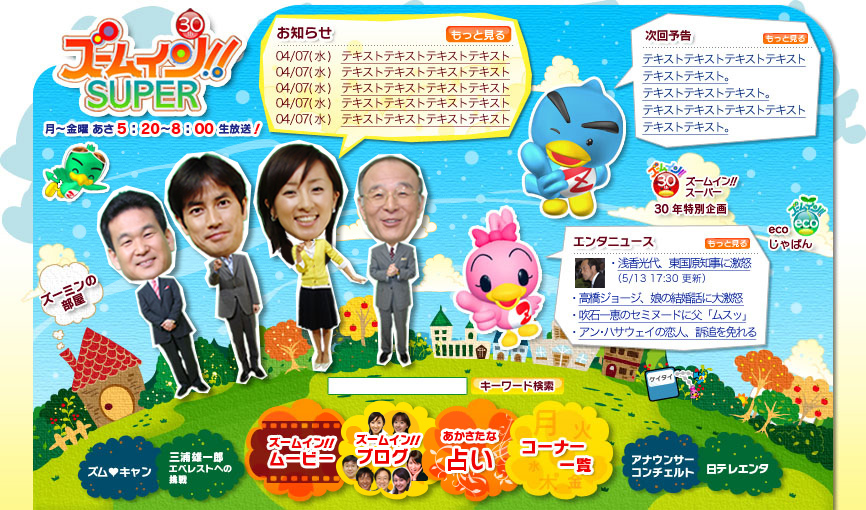 30
ズームイン!!
SUPER
月～金曜 あさ5：20～8：00 生放送！
お知らせ
もっと見る
04/07(水) テキストテキストテキストテキスト
04/07(水) テキストテキストテキストテキスト
04/07(水) テキストテキストテキストテキスト
04/07(水) テキストテキストテキストテキスト
04/07(水) テキストテキストテキストテキスト
次回予告
もっと見る
テキストテキストテキストテキスト
テキストテキスト。
テキストテキストテキスト。
テキストテキストテキストテキスト
テキストテキスト。
ズームイン!!
30
ズームイン!!
スーパー
30年特別企画
ズームイン!!
eco
eco
じゃぱん
エンタニュース
もっと見る
・浅香光代、東国原知事に激怒
(5/13 17:30 更新)
・高橋ジョージ、娘の結婚話に大激怒
・吹石一恵のセミヌードに父「ムスッ」
・アン・ハサウェイの恋人、訴追を免れる
ズーミンの
部屋
ケイタイ
キーワード検索
ズム♥キャン
三浦雄一郎
エベレストへの
挑戦
ズームイン!!
ムービー
ズームイン!!
ブログ
あかさたな
占い
月 火
水 木 金
コーナー
一覧
アナウンサー
コンチェルト
日テレエンタ